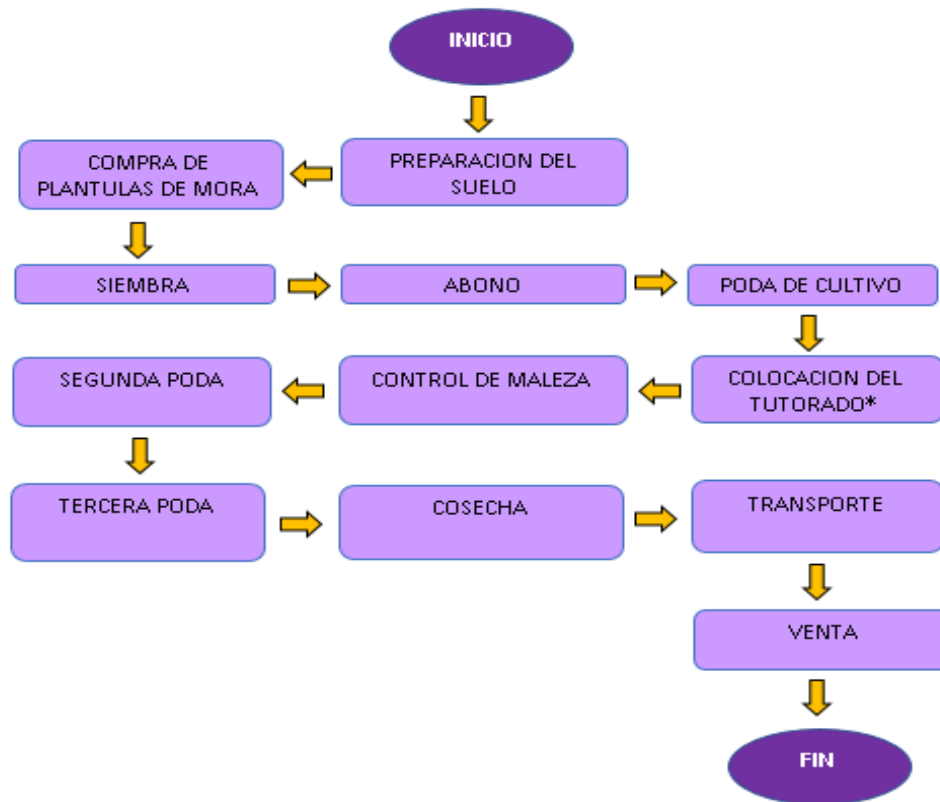 INICIO
PREPARACION DEL
SUELO
COMPRA DE
PLANTULAS DE MORA
SIEMBRA
ABONO
PODA DE CULTIVO
COLOCACION DEL
TUTORADO*
CONTROL DE MALEZA
SEGUNDA PODA
TERCERA PODA
COSECHA
TRANSPORTE
VENTA
FIN